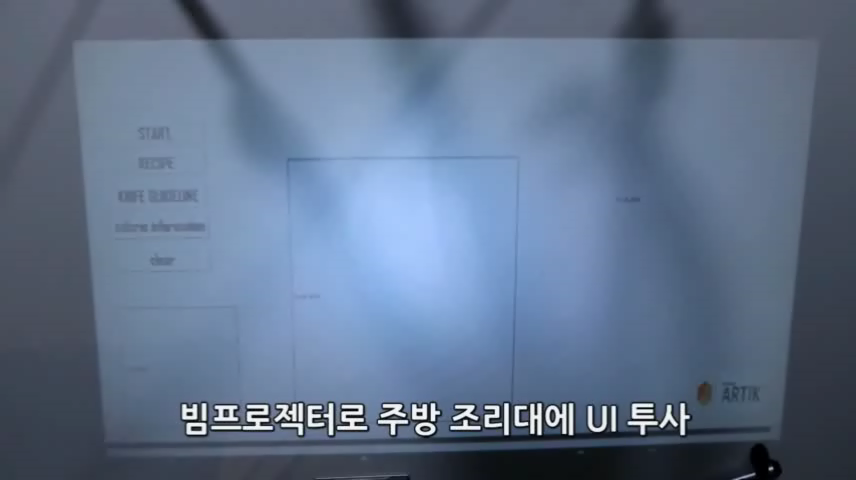 START
RECIPE
KNIFE GUIDELINE
calorie information
clear
ARTIK
빔프로젝터로 주방 조리대에 UI 투사